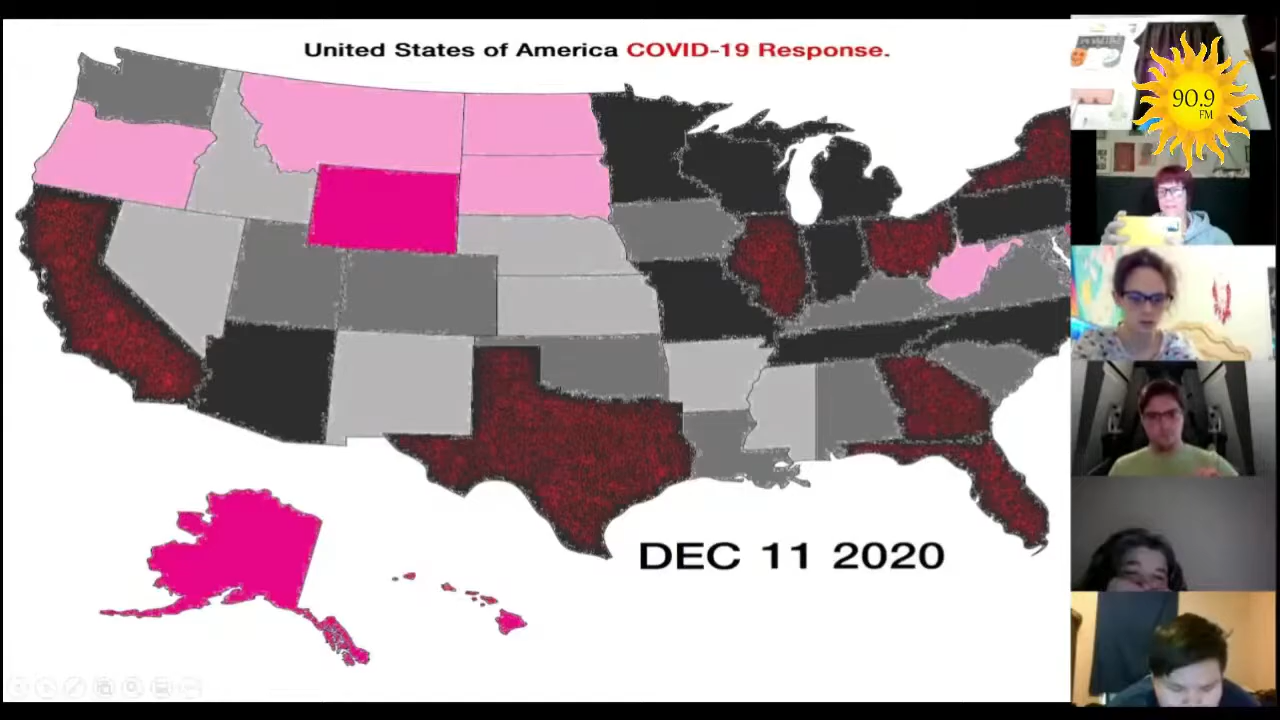 United States of America COVID-19 Response.
90.9
FM
DEC 11 2020